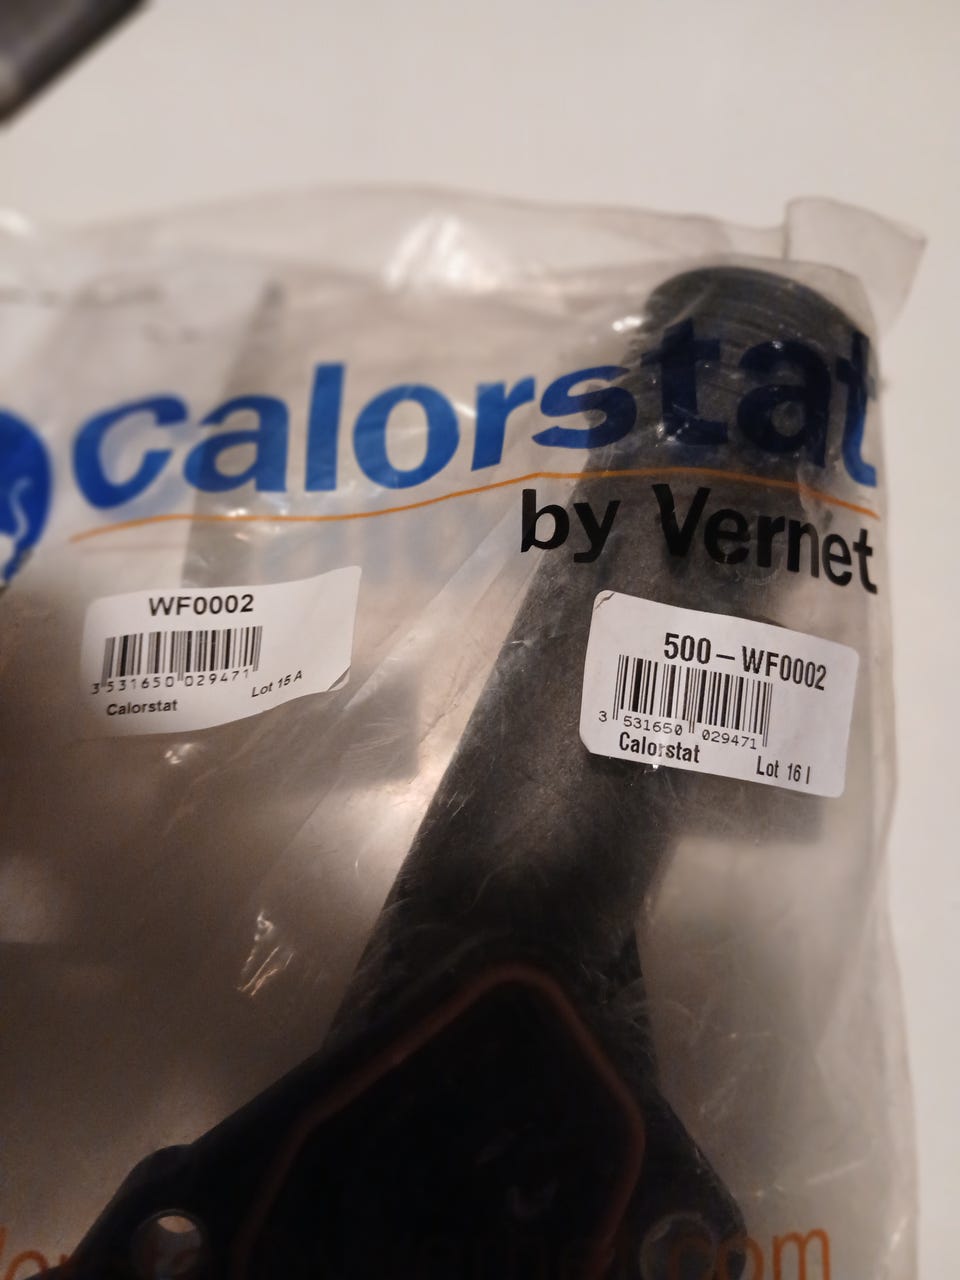 calorstat
by Vernet
WF0002
3 531650 029471
Lot 15 A
Calorstat
500-WF0002
3 531650 029471
Calorstat
Lot 16 I